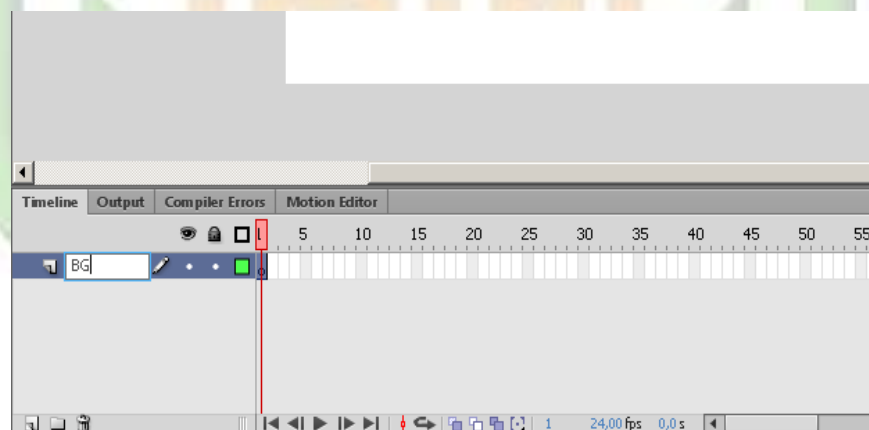 Timeline Output Compiler Errors Motion Editor
1 5 10 15 20 25 30 35 40 45 50 55
BG
1 24,00 fps 0,0 s